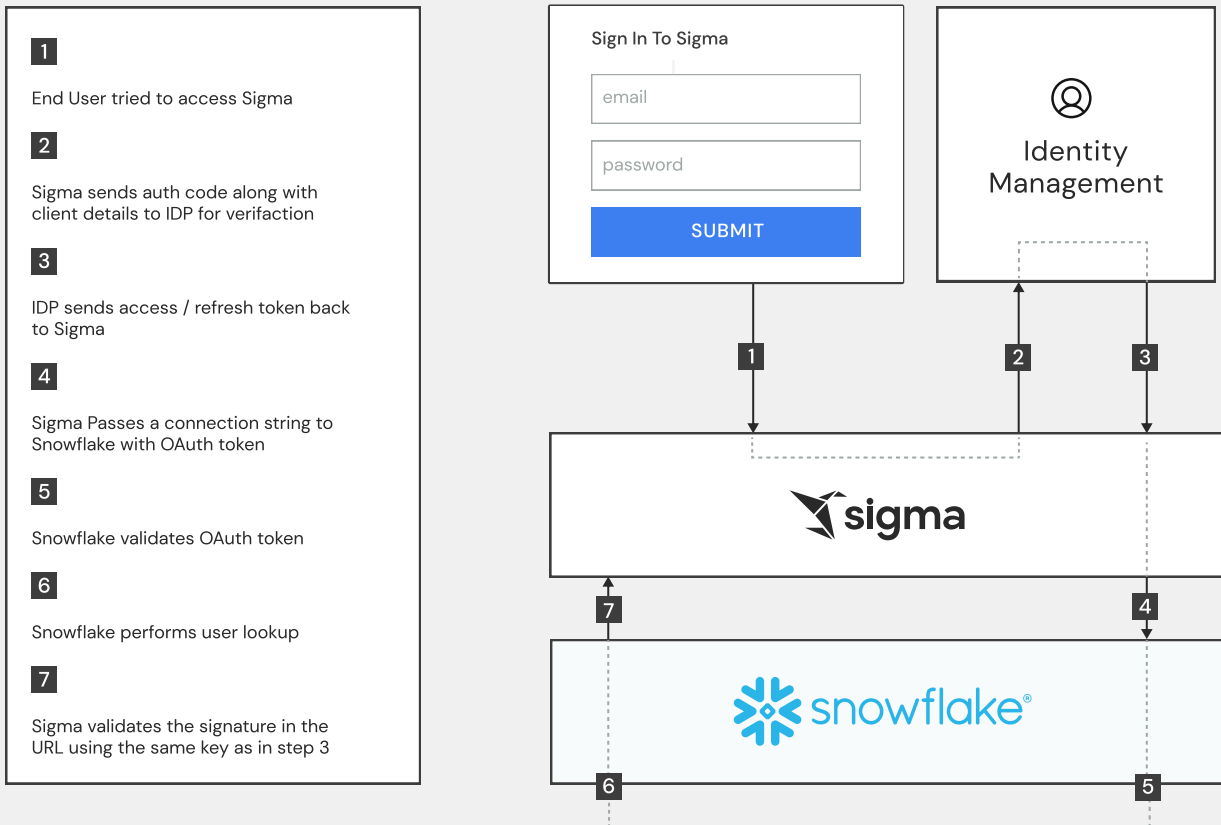 1
End User tried to access Sigma
2
Sigma sends auth code along with
client details to IDP for verifaction
3
IDP sends access / refresh token back
to Sigma
4
Sigma Passes a connection string to
Snowflake with OAuth token
5
Snowflake validates OAuth token
6
Snowflake performs user lookup
7
Sigma validates the signature in the
URL using the same key as in step 3
Sign In To Sigma
email
password
SUBMIT
Identity
Management
1
2
3
sigma
7
4
snowflake®
6
5